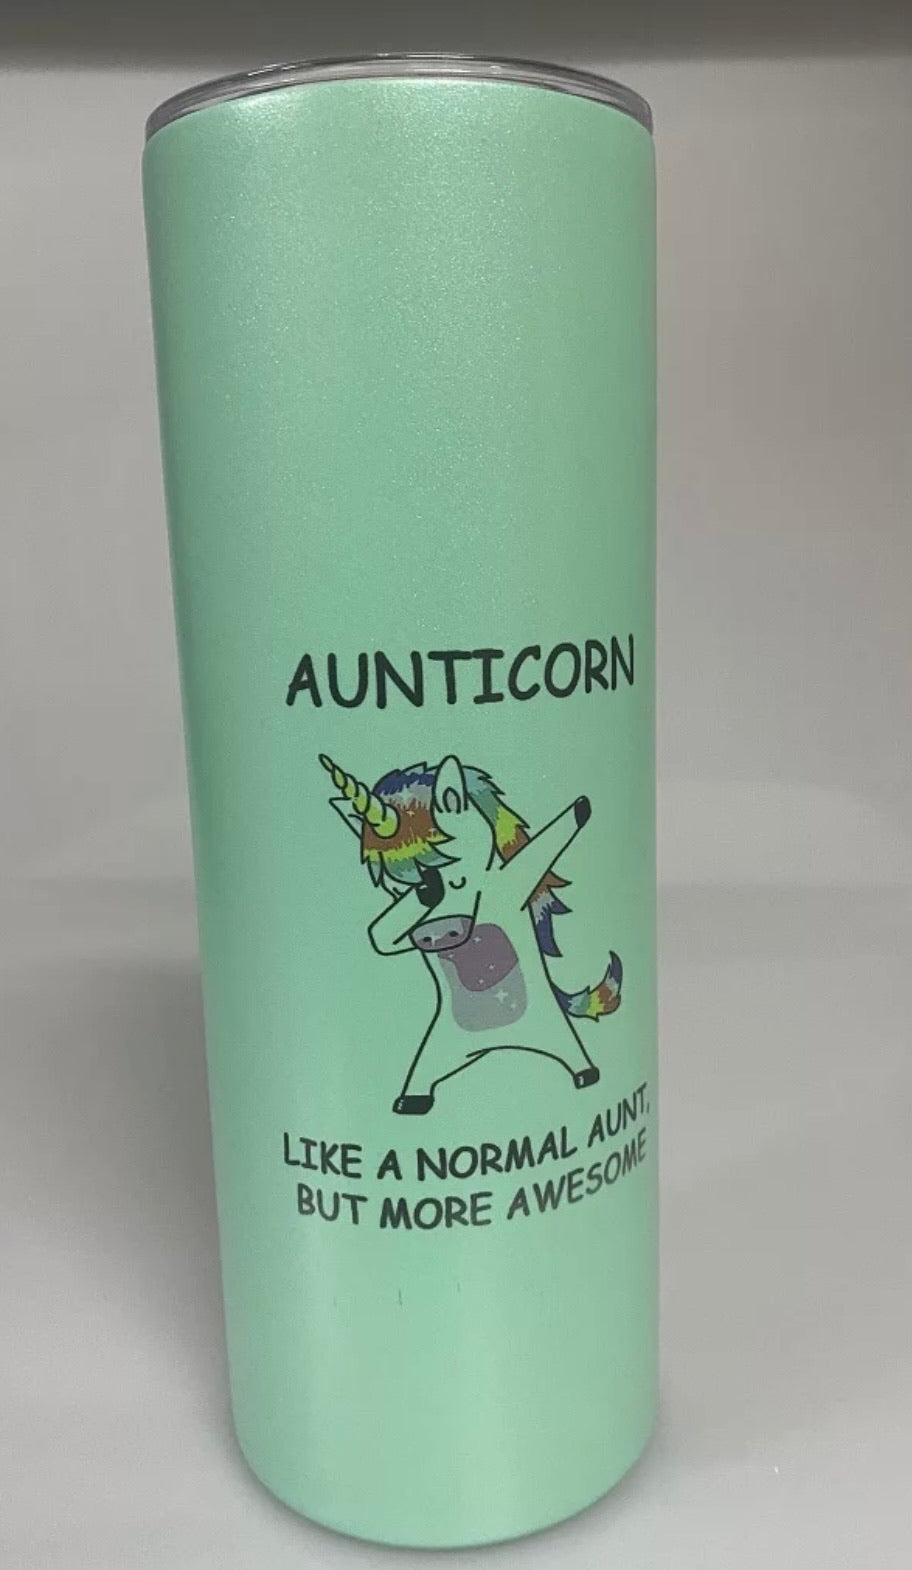 AUNTICORN
LIKE A NORMAL AUNT,
BUT MORE AWESOME